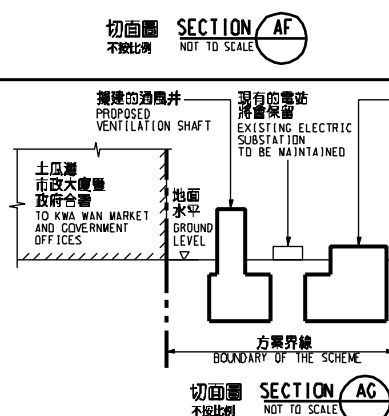 切面圖 SECTION AF
不按比例 NOT TO SCALE
擬建的通風井
PROPOSED
VENTILATION SHAFT
現有的電站
將會保留
EXISTING ELECTRIC
SUBSTATION
TO BE MAINTAINED
土瓜灣
市政大廈暨
政府合署
TO KWA WAN MARKET
AND GOVERNMENT
OFFICES
地面
水平
GROUND
LEVEL
方案界線
BOUNDARY OF THE SCHEME
切面圖 SECTION AG
不按比例 NOT TO SCALE